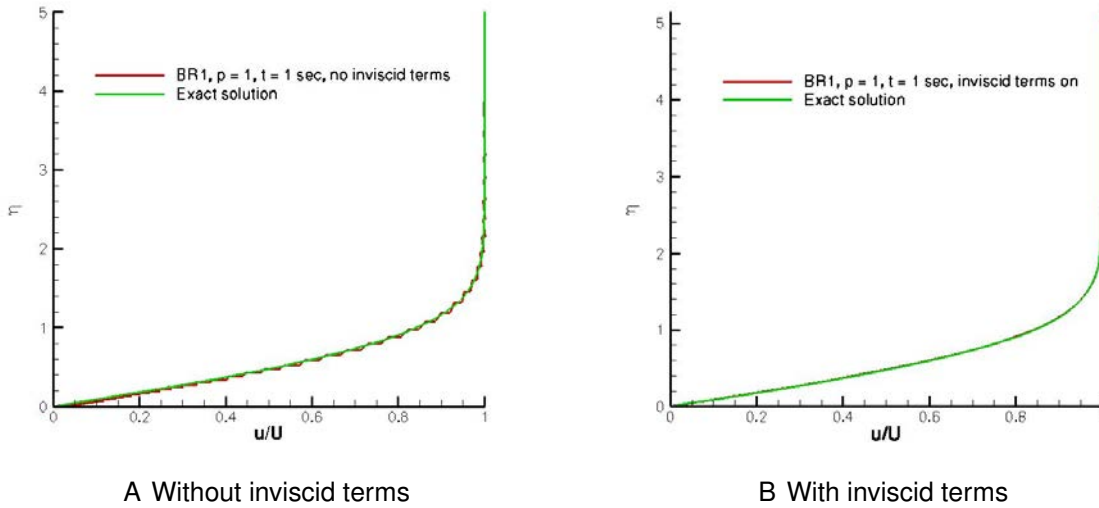 5
4
3
2
1
0
η
0
0.2
0.4
0.6
0.8
1
u/U
BR1, p = 1, t = 1 sec, no inviscid terms
Exact solution
A Without inviscid terms
5
4
3
2
1
0
η
0
0.2
0.4
0.6
0.8
u/U
BR1, p = 1, t = 1 sec, inviscid terms on
Exact solution
B With inviscid terms